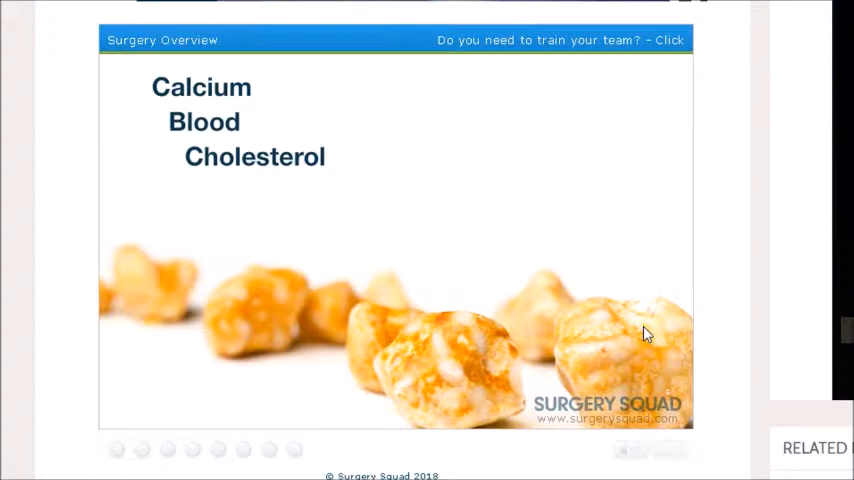 Surgery Overview
Do you need to train your team? - Click
Calcium
Blood
Cholesterol
SURGERY SQUAD
www.surgerysquad.com
RELATED
© Surgery Squad 2018